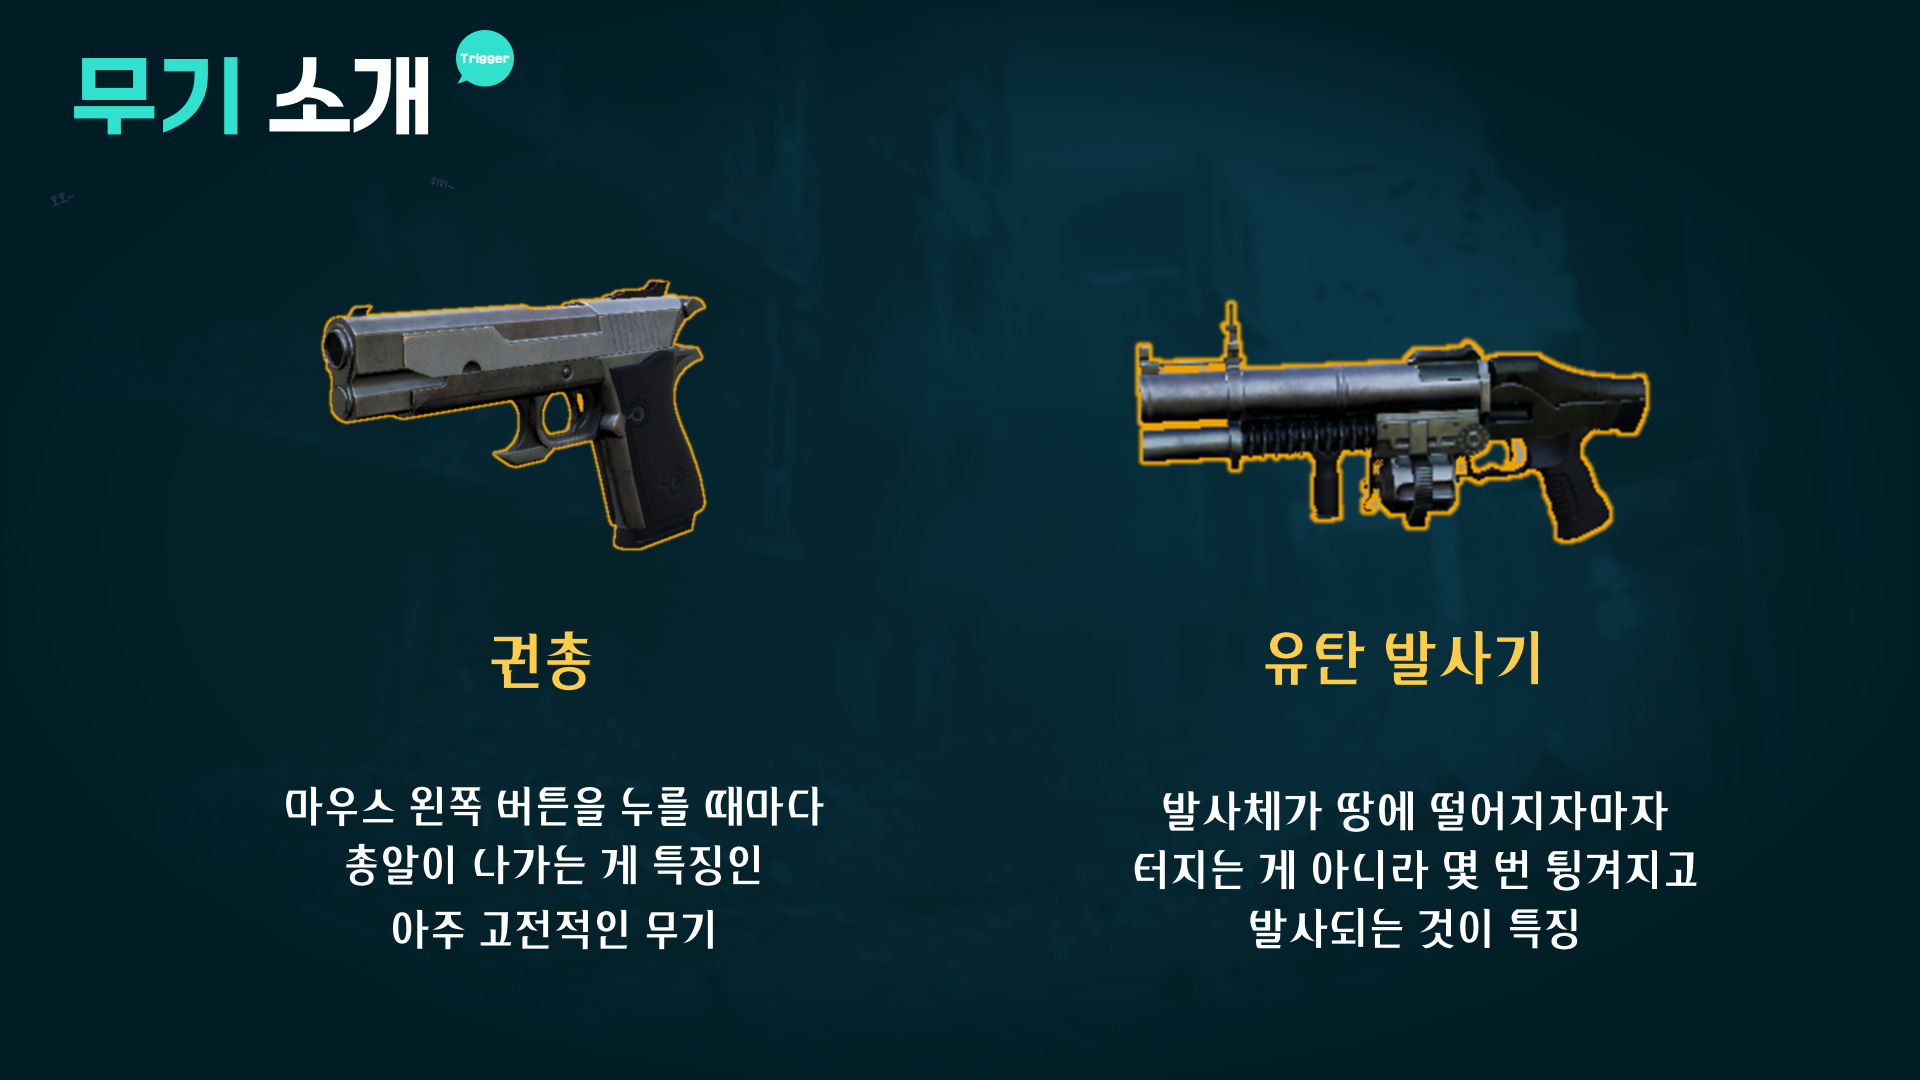 무기 소개
Trigger
권총
마우스 왼쪽 버튼을 누를 때마다
총알이 나가는 게 특징인
아주 고전적인 무기
유탄 발사기
발사체가 땅에 떨어지자마자
터지는 게 아니라 몇 번 튕겨지고
발사되는 것이 특징